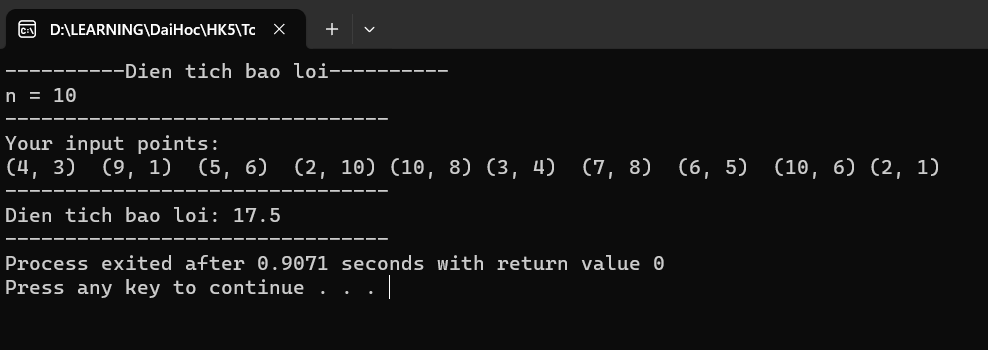 D:\LEARNING\DaiHoc\HK5\Tc
----------Dien tich bao loi----------
n = 10
--------------------------------
Your input points:
(4, 3)  (9, 1)  (5, 6)  (2, 10) (10, 8) (3, 4)  (7, 8)  (6, 5)  (10, 6) (2, 1)
--------------------------------
Dien tich bao loi: 17.5
--------------------------------
Process exited after 0.9071 seconds with return value 0
Press any key to continue . . .